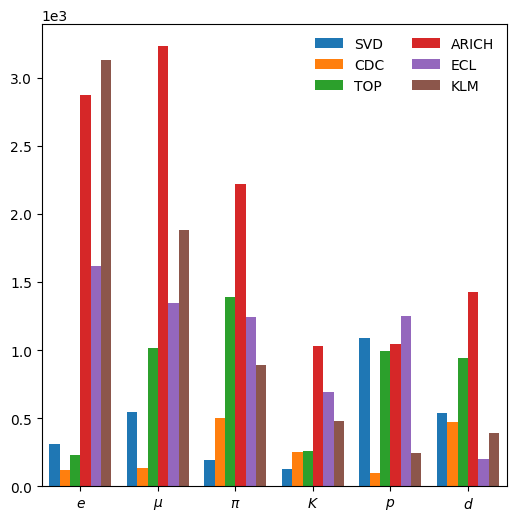 1e3
SVD
CDC
TOP
ARICH
ECL
KLM
3.0
2.5
2.0
1.5
1.0
0.5
0.0
e μ π K p d